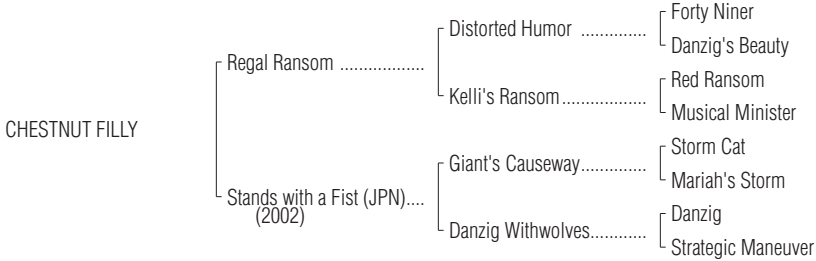 Forty Niner
Distorted Humor ..............
Danzig's Beauty
Regal Ransom ..................
Red Ransom
Kelli's Ransom..................
Musical Minister
CHESTNUT FILLY
Storm Cat
Giant's Causeway..............
Mariah's Storm
Stands with a Fist (JPN)....
(2002)
Danzig
Danzig Withwolves............
Strategic Maneuver